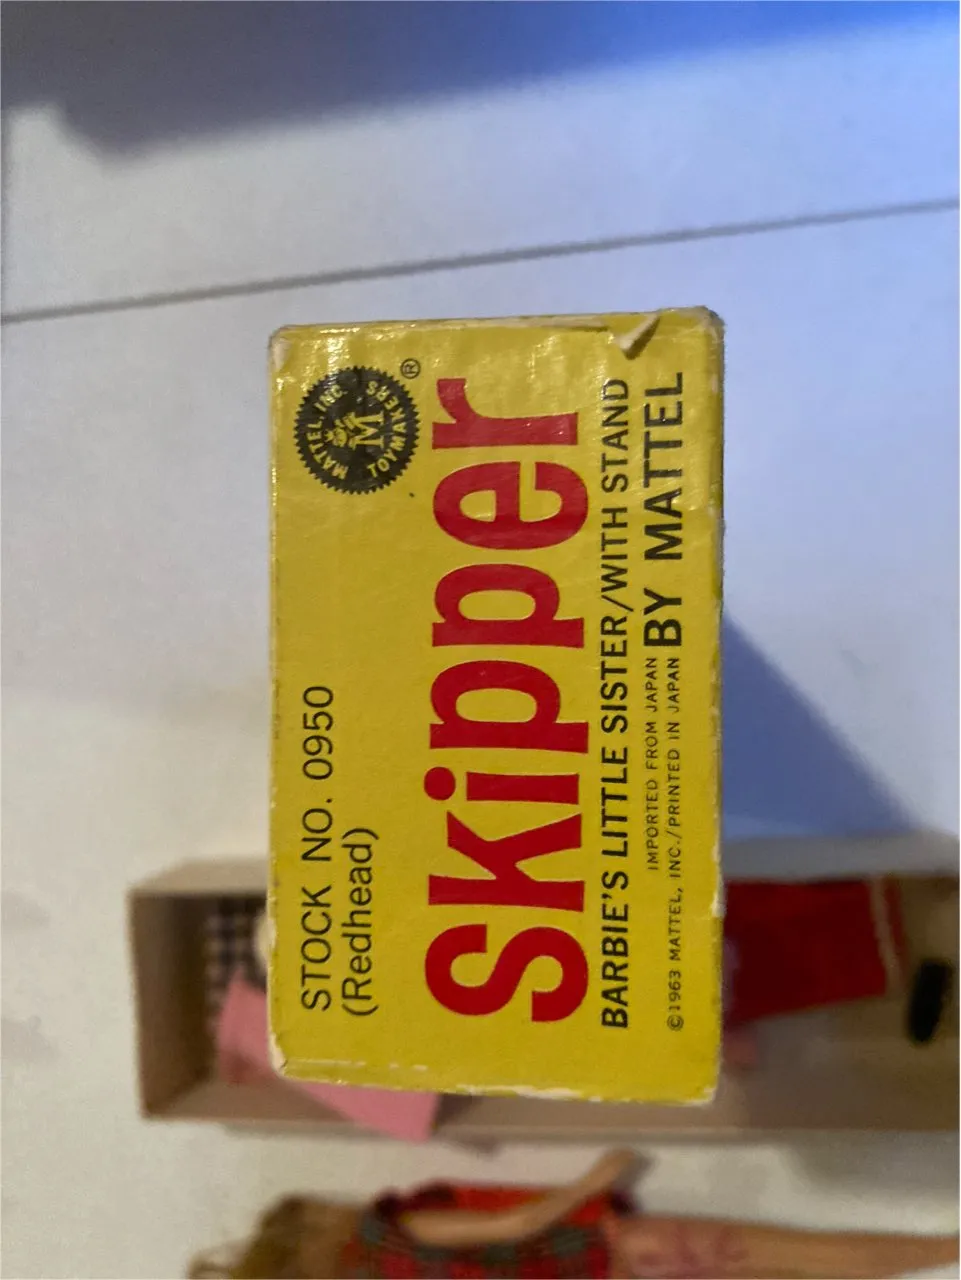 STOCK NO. 0950
(Redhead)
MATTEL, INC.
M
TOYMAKERS
®
Skipper
BARBIE'S LITTLE SISTER/WITH STAND
IMPORTED FROM JAPAN
©1963 MATTEL, INC./PRINTED IN JAPAN
BY MATTEL